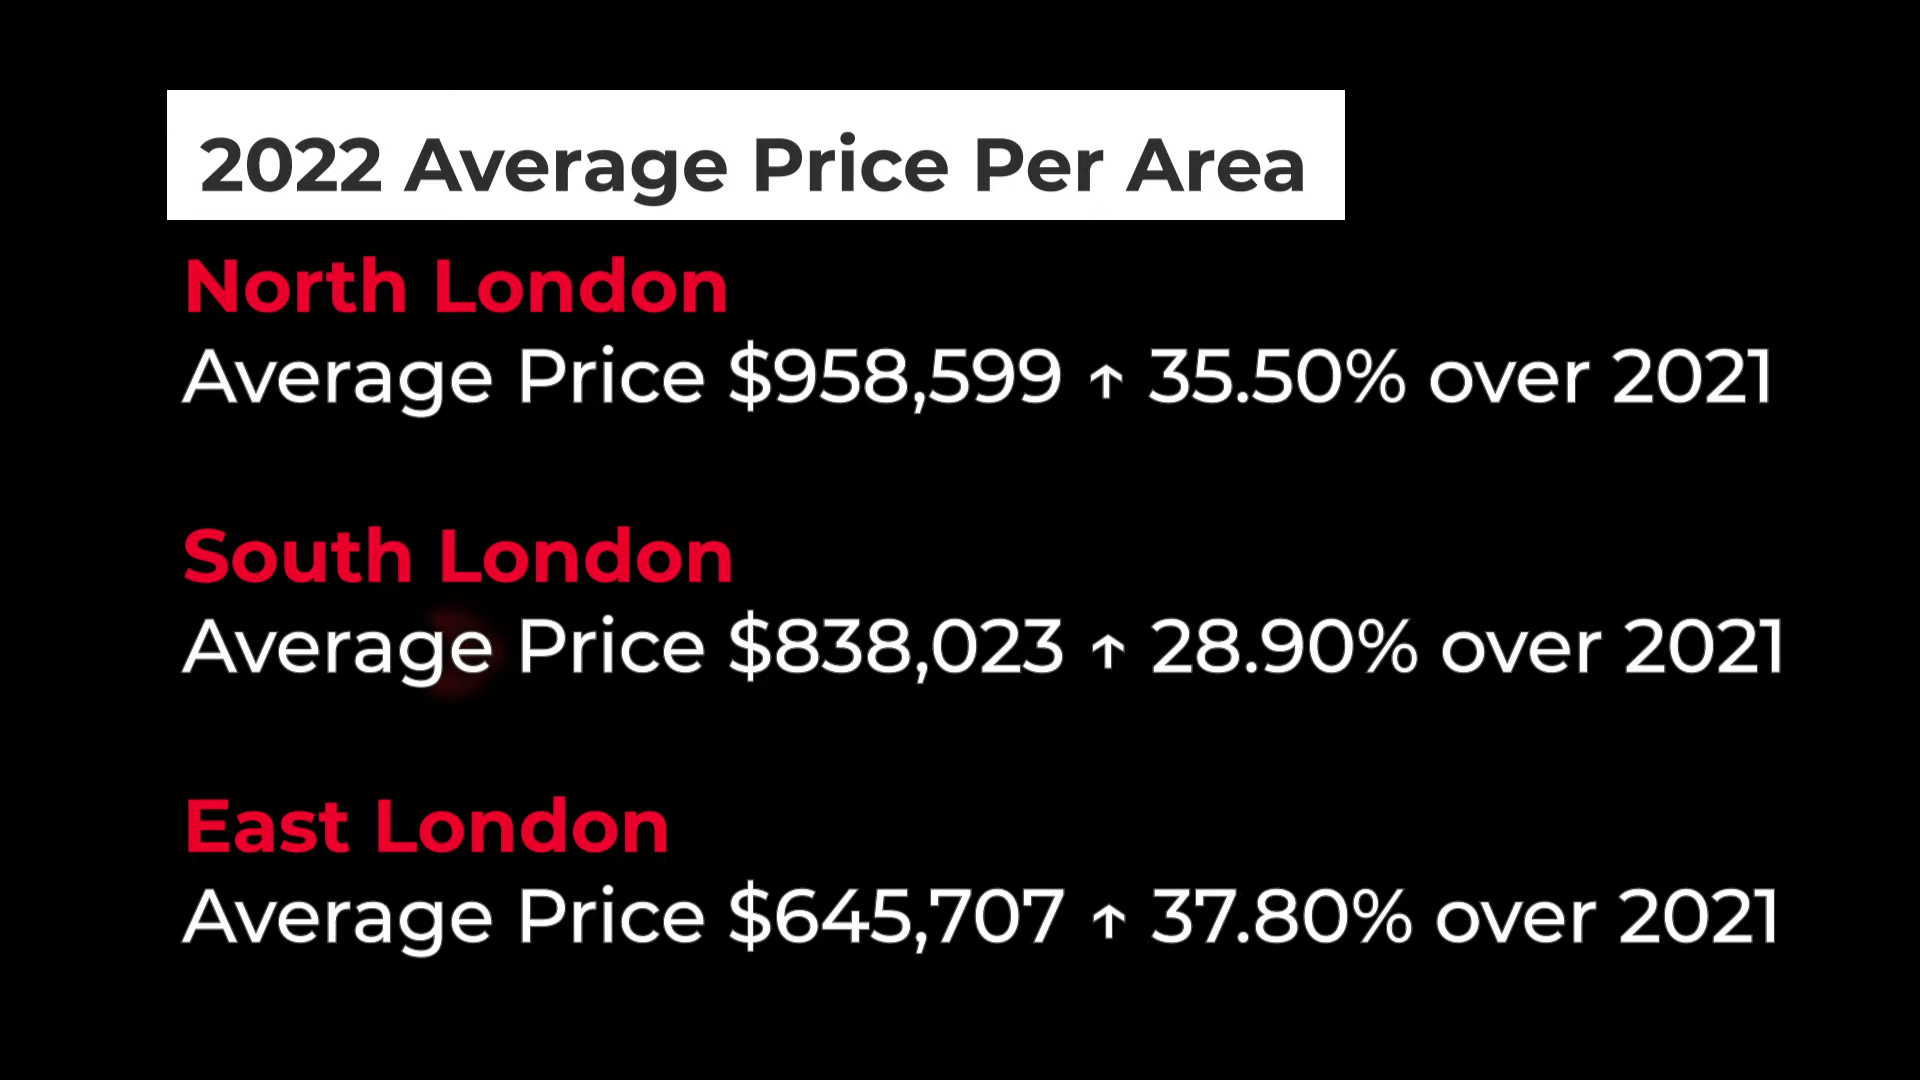 2022 Average Price Per Area
North London
Average Price $958,599 ↑ 35.50% over 2021
South London
Average Price $838,023 ↑ 28.90% over 2021
East London
Average Price $645,707 ↑ 37.80% over 2021